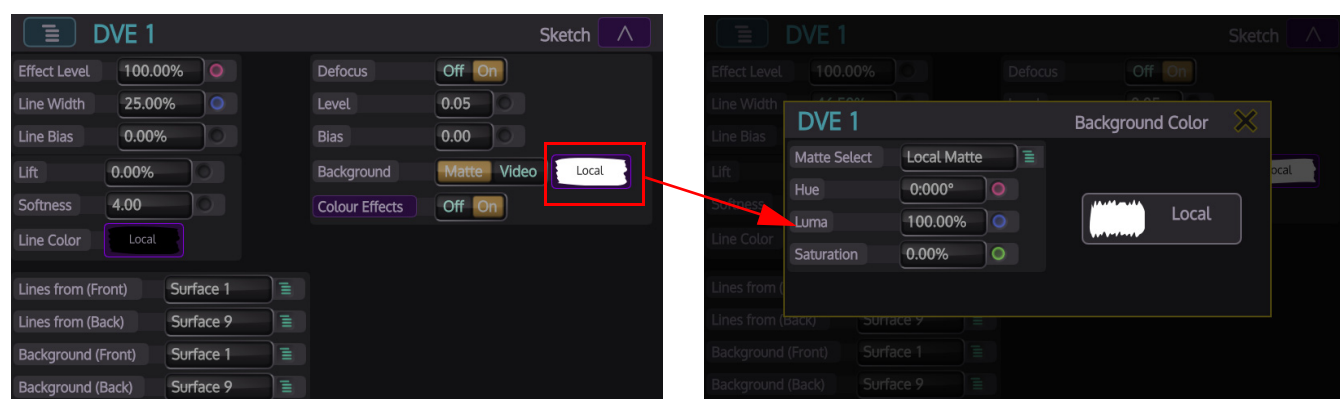 DVE 1 Sketch
Effect Level 100.00% Defocus Off On
Line Width 25.00% Level 0.05
Line Bias 0.00% Bias 0.00
Lift 0.00% Background Matte Video Local
Softness 4.00 Colour Effects Off On
Line Color Local
Lines from (Front) Surface 1
Lines from (Back) Surface 9
Background (Front) Surface 1
Background (Back) Surface 9
DVE 1 Sketch
Effect Level 100.00% Defocus Off On
Line Width
Line Bias
Lift
Softness
Line Color
Lines from
Lines from (Back) Surface 9
Background (Front) Surface 1
Background (Back) Surface 9
DVE 1 Background Color
Matte Select Local Matte
Hue 0:000°
Luma 100.00%
Saturation 0.00%
Local